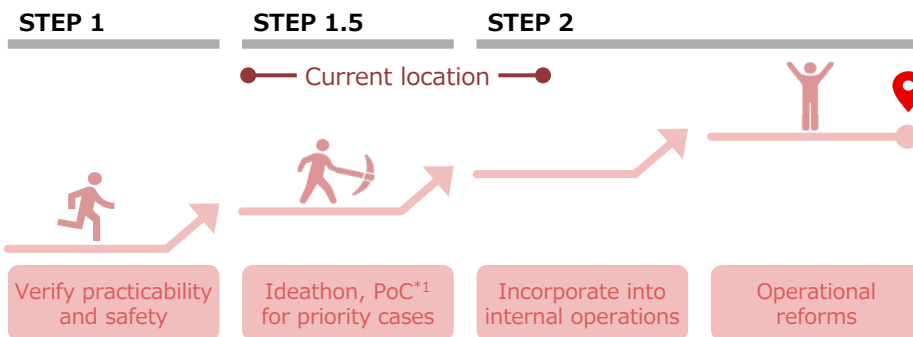 STEP 1
STEP 1.5
STEP 2
Current location
Verify practicability
and safety
Ideathon, PoC*1
for priority cases
Incorporate into
internal operations
Operational
reforms